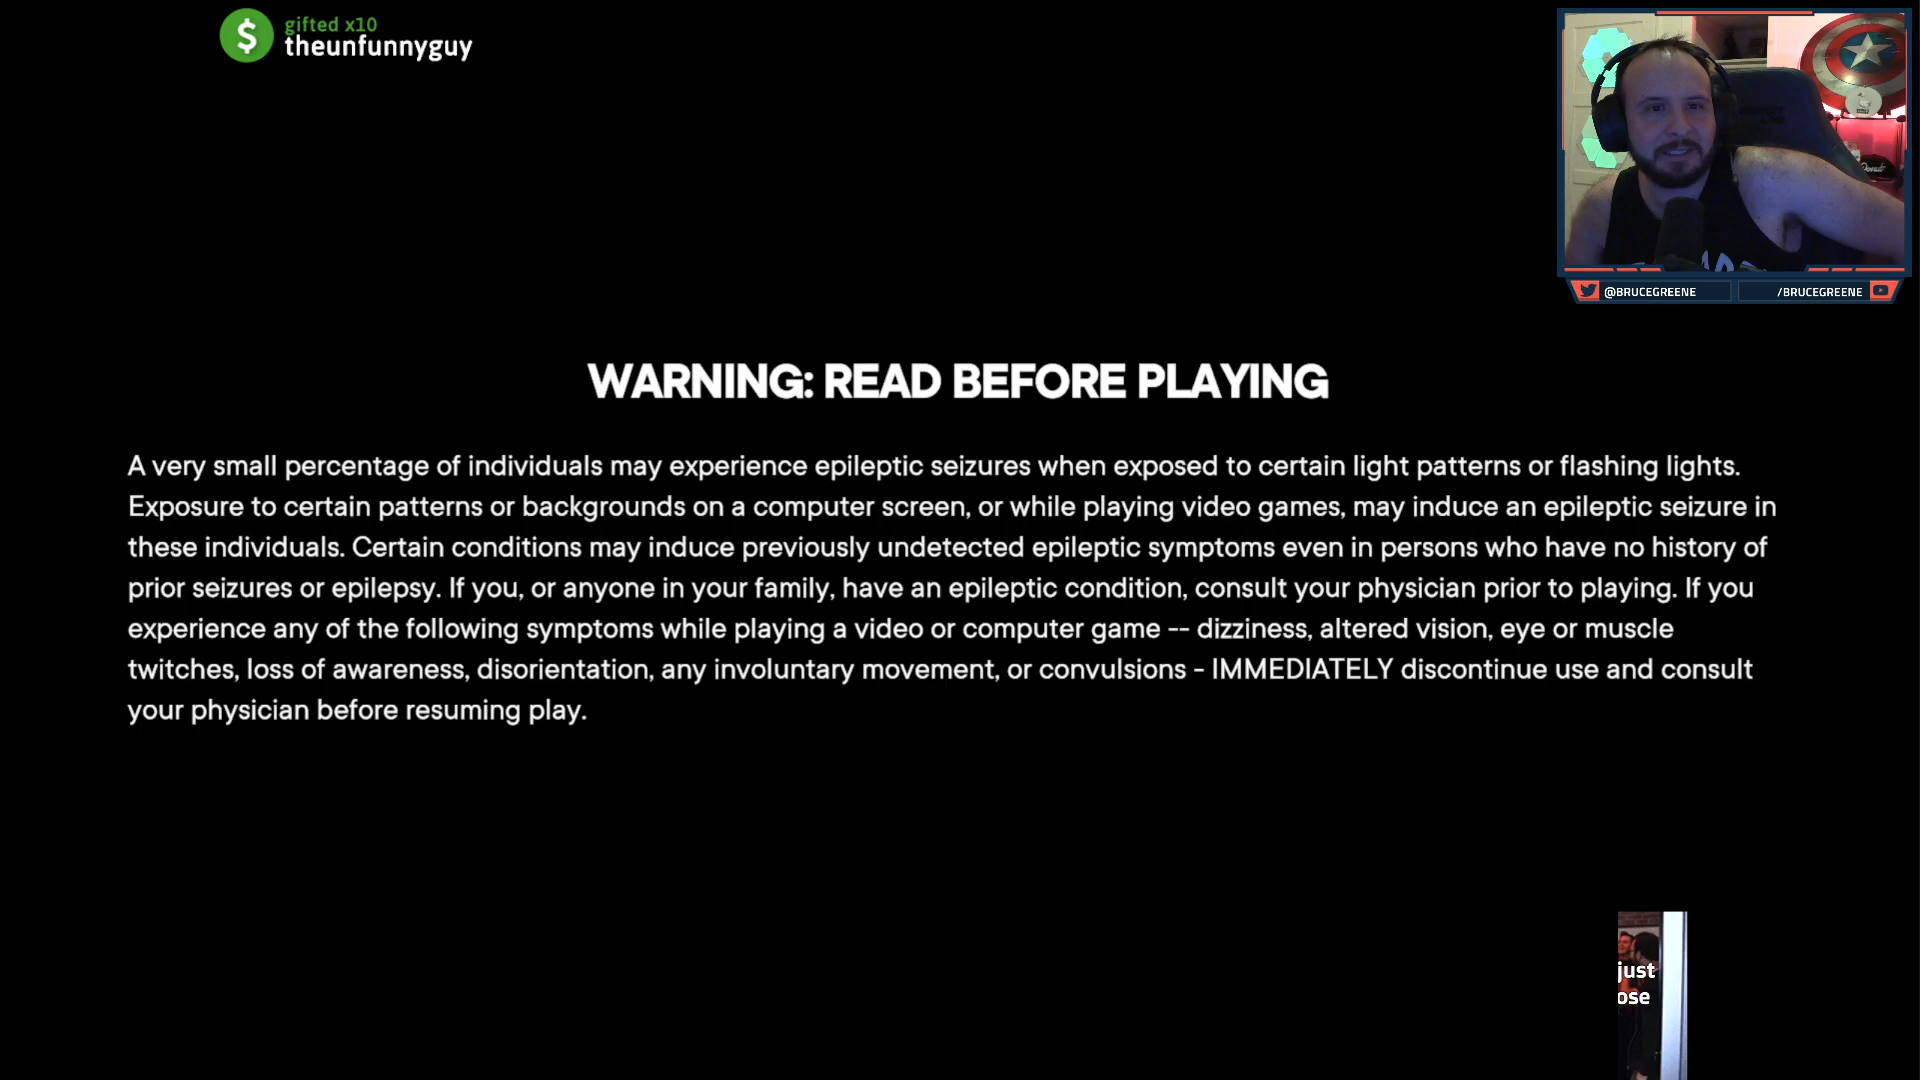 gifted x10
theunfunnyguy
@BRUCEGREENE
/BRUCEGREENE
WARNING: READ BEFORE PLAYING
A very small percentage of individuals may experience epileptic seizures when exposed to certain light patterns or flashing lights.
Exposure to certain patterns or backgrounds on a computer screen, or while playing video games, may induce an epileptic seizure in
these individuals. Certain conditions may induce previously undetected epileptic symptoms even in persons who have no history of
prior seizures or epilepsy. If you, or anyone in your family, have an epileptic condition, consult your physician prior to playing. If you
experience any of the following symptoms while playing a video or computer game -- dizziness, altered vision, eye or muscle
twitches, loss of awareness, disorientation, any involuntary movement, or convulsions - IMMEDIATELY discontinue use and consult
your physician before resuming play.
just
ose